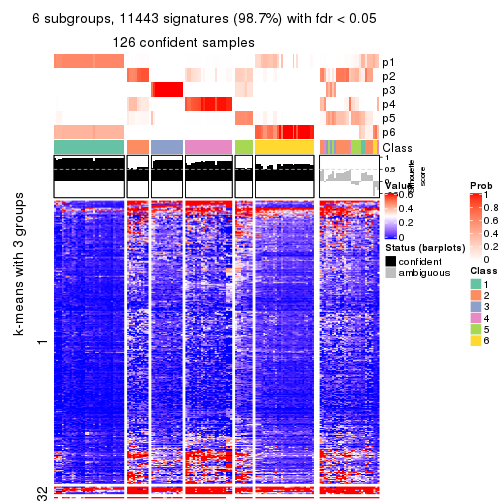 6 subgroups, 11443 signatures (98.7%) with fdr < 0.05
126 confident samples
p1
p2
p3
p4
p5
p6
Class
1
0.5
0
Silhouette
score
k-means with 3 groups
1
32
Value
0.6
0.4
0.2
0
Status (barplots)
confident
ambiguous
Prob
1
0.8
0.6
0.4
0.2
0
Class
1
2
3
4
5
6